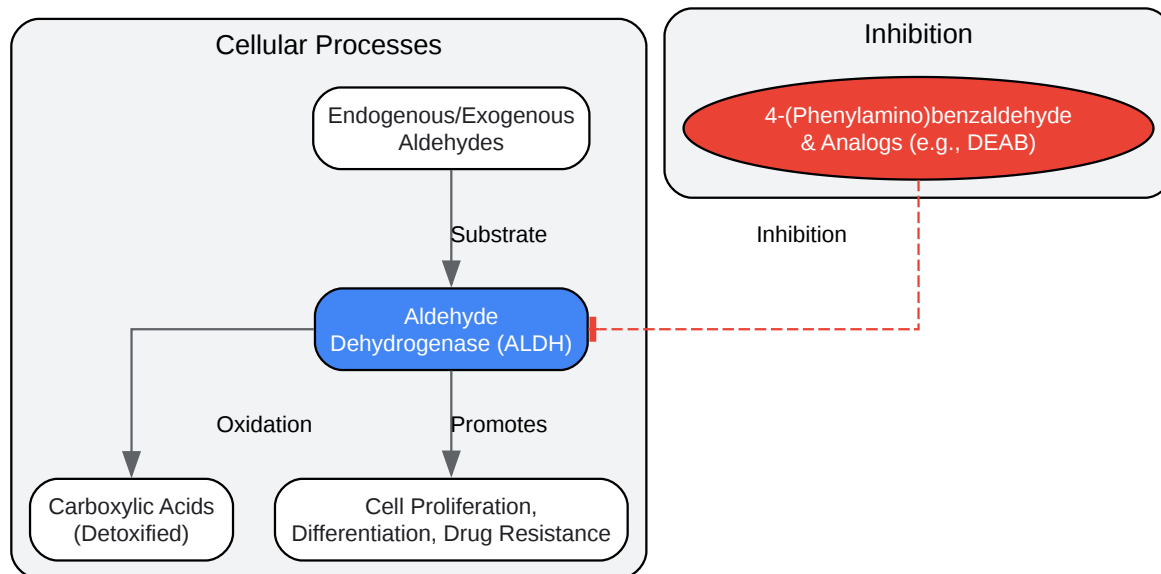 Cellular Processes
Inhibition
Endogenous/Exogenous
Aldehydes
4-(Phenylamino)benzaldehyde
& Analogs (e.g., DEAB)
Substrate
Inhibition
Aldehyde
Dehydrogenase (ALDH)
Oxidation
Promotes
Carboxylic Acids
(Detoxified)
Cell Proliferation,
Differentiation, Drug Resistance